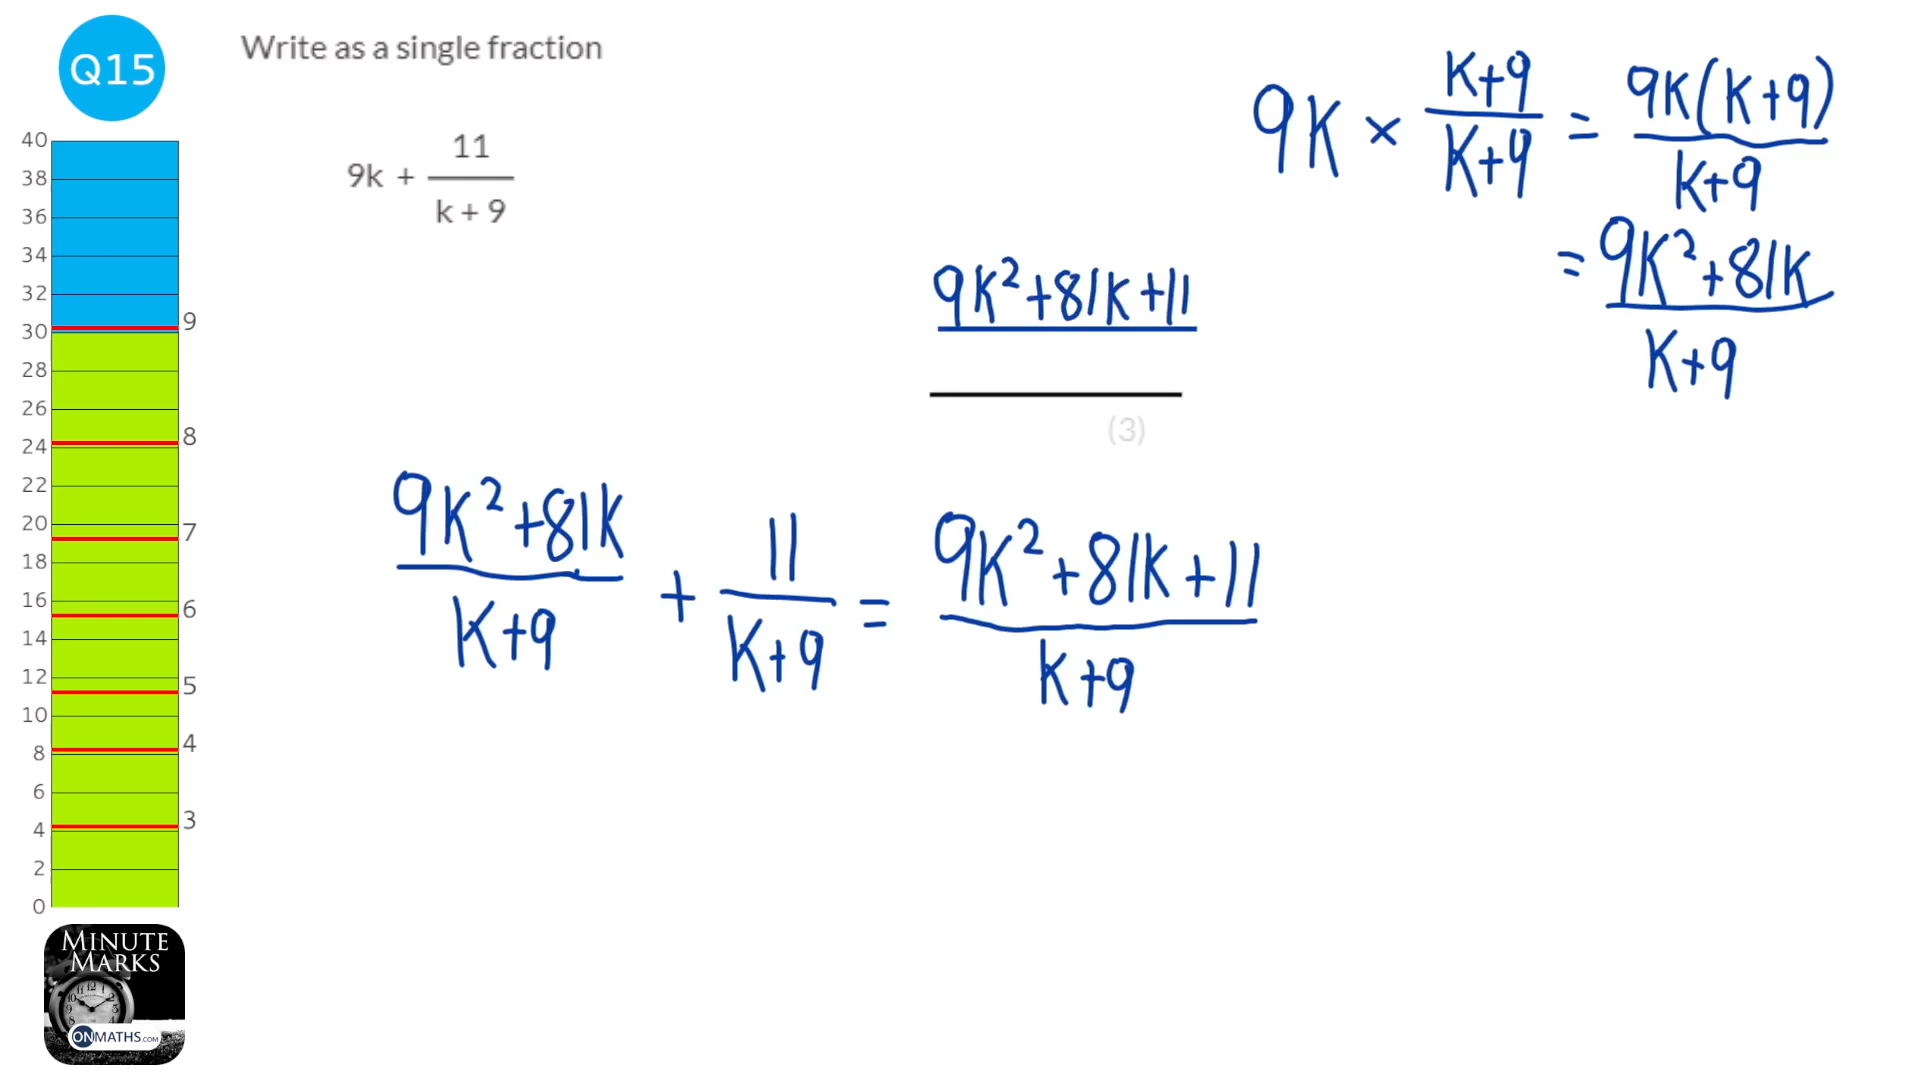 Q15
Write as a single fraction
9k + 11/(k + 9)
9K × (K+9)/(K+9) = 9K(K+9)/(K+9)
= (9K²+81K)/(K+9)
9K²+81K+11
(3)
(9K²+81K)/(K+9) + 11/(K+9) = (9K²+81K+11)/(K+9)
40
38
36
34
32
30
28
26
24
22
20
18
16
14
12
10
8
6
4
2
0
9
8
7
6
5
4
3
MINUTE
MARKS
ONMATHS.COM